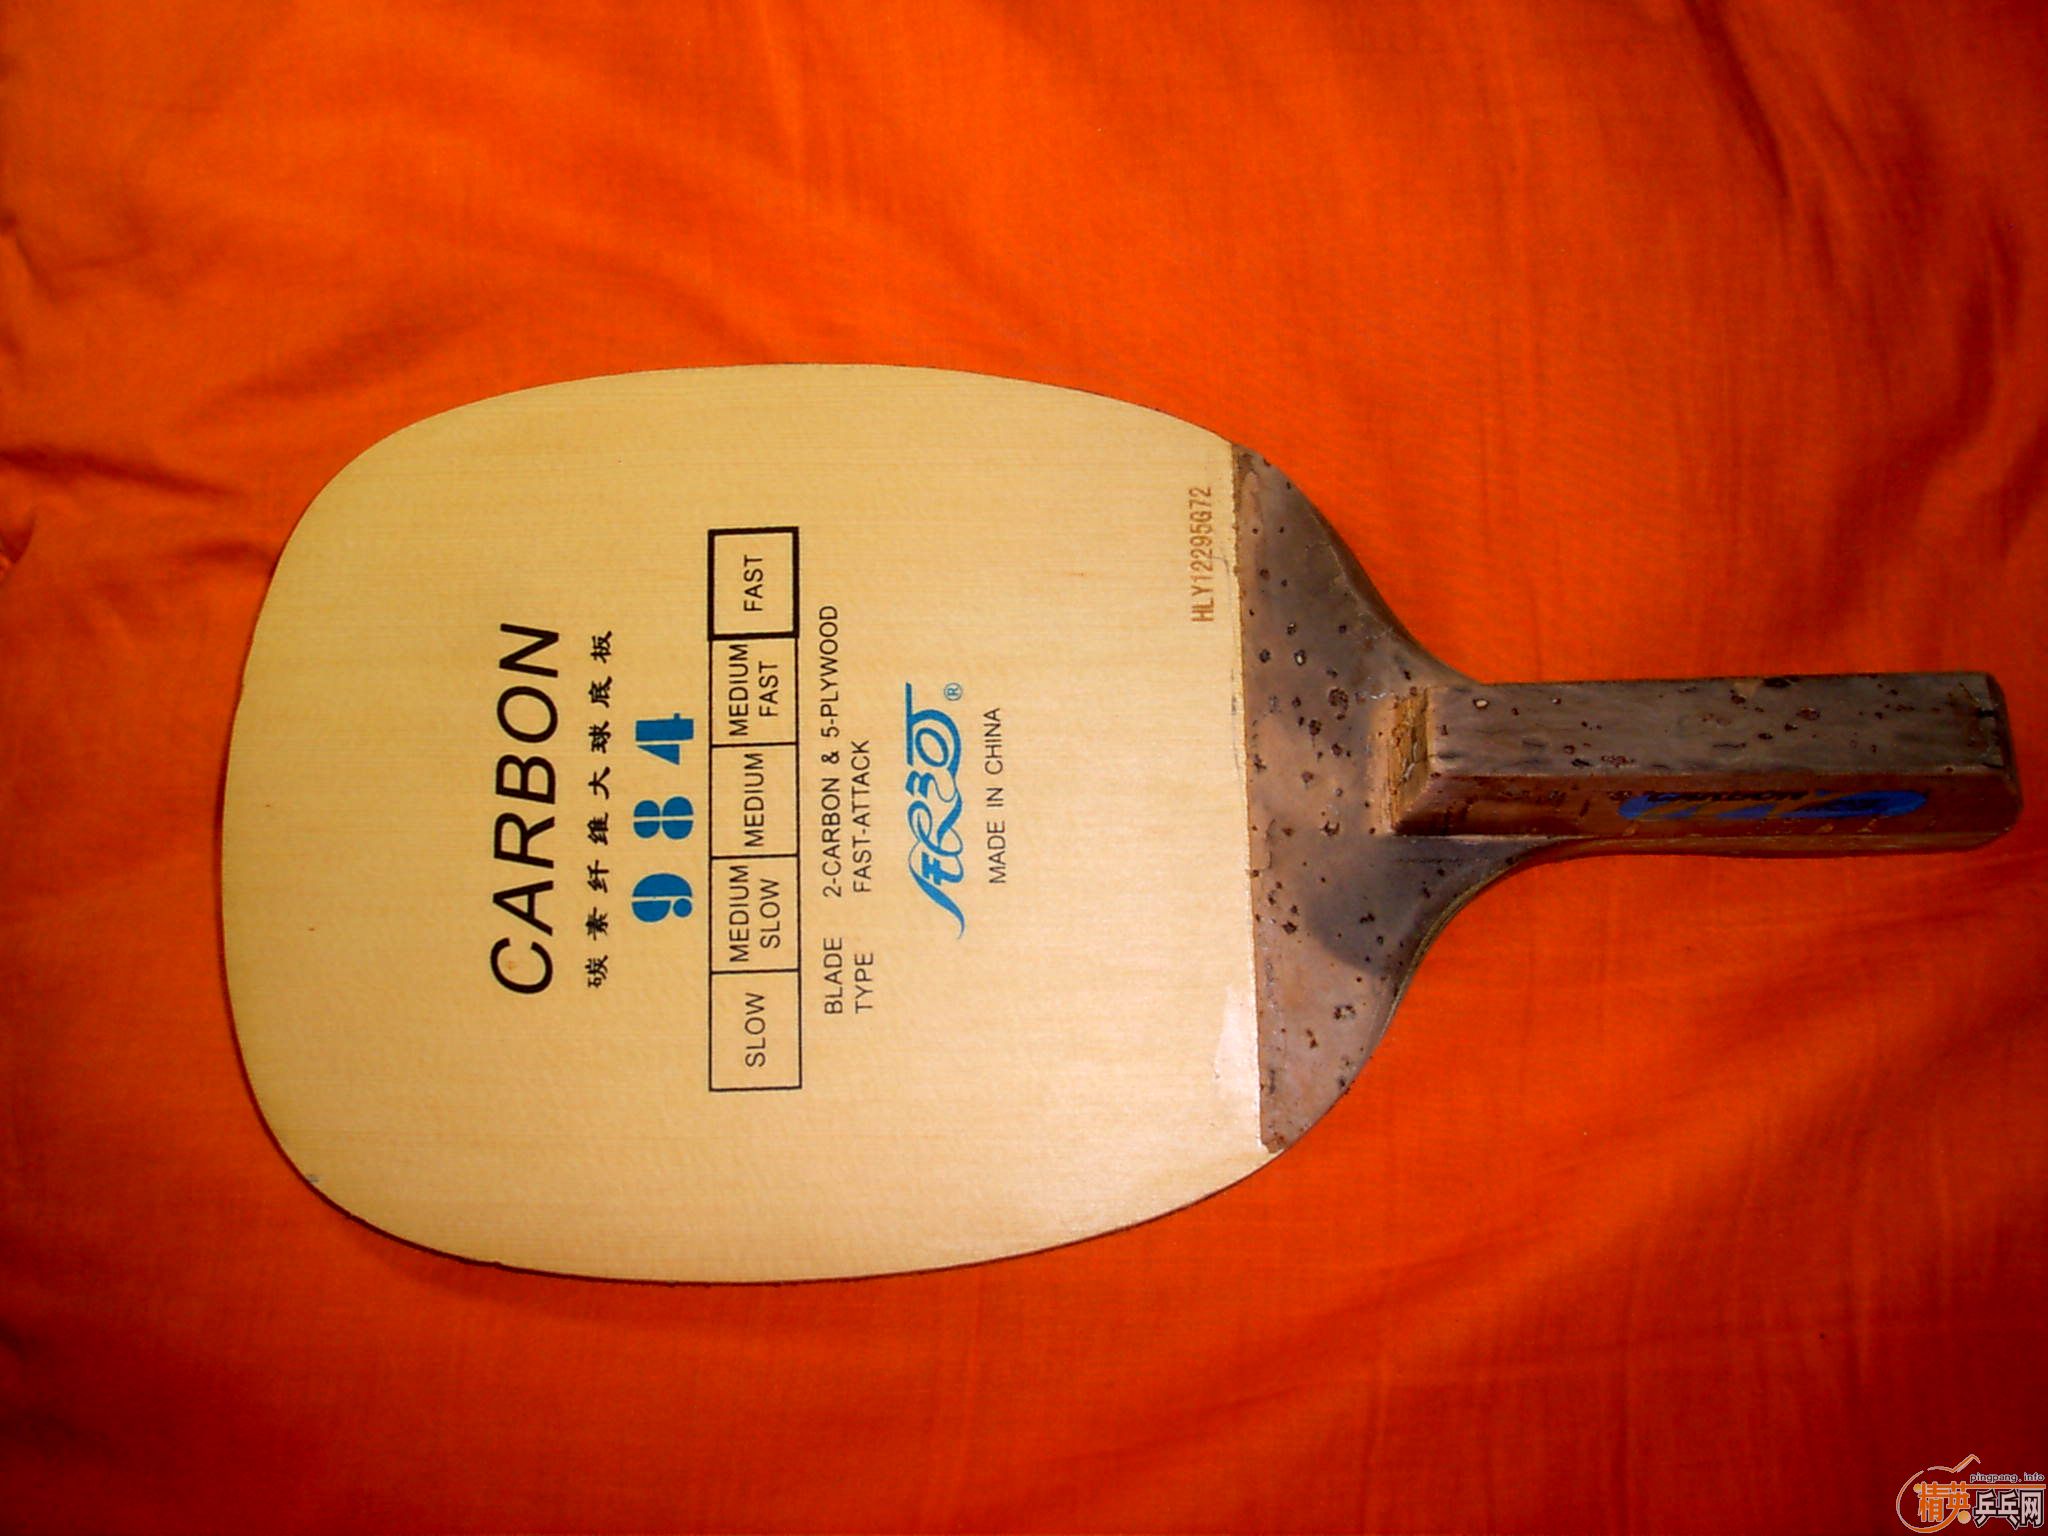 CARBON
碳素纤维大球底板
984
SLOW MEDIUM SLOW MEDIUM MEDIUM FAST FAST
BLADE 2-CARBON & 5-PLYWOOD
TYPE FAST-ATTACK
®
MADE IN CHINA
HLY12295G72
pingpang.info
精英乒乓网